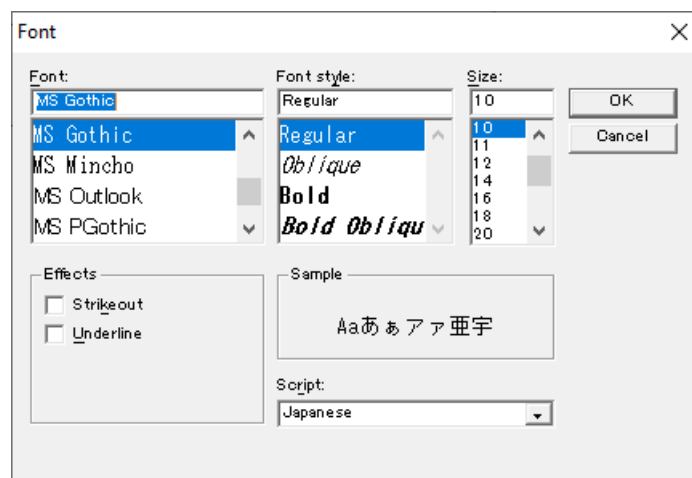 Font
Font:
MS Gothic
MS Gothic
MS Mincho
MS Outlook
MS PGothic
Font style:
Regular
Regular
Oblique
Bold
Bold Obliqu
Size:
10
10
11
12
14
16
18
20
OK
Cancel
Effects
Strikeout
Underline
Sample
Aaあぁアァ亜宇
Script:
Japanese